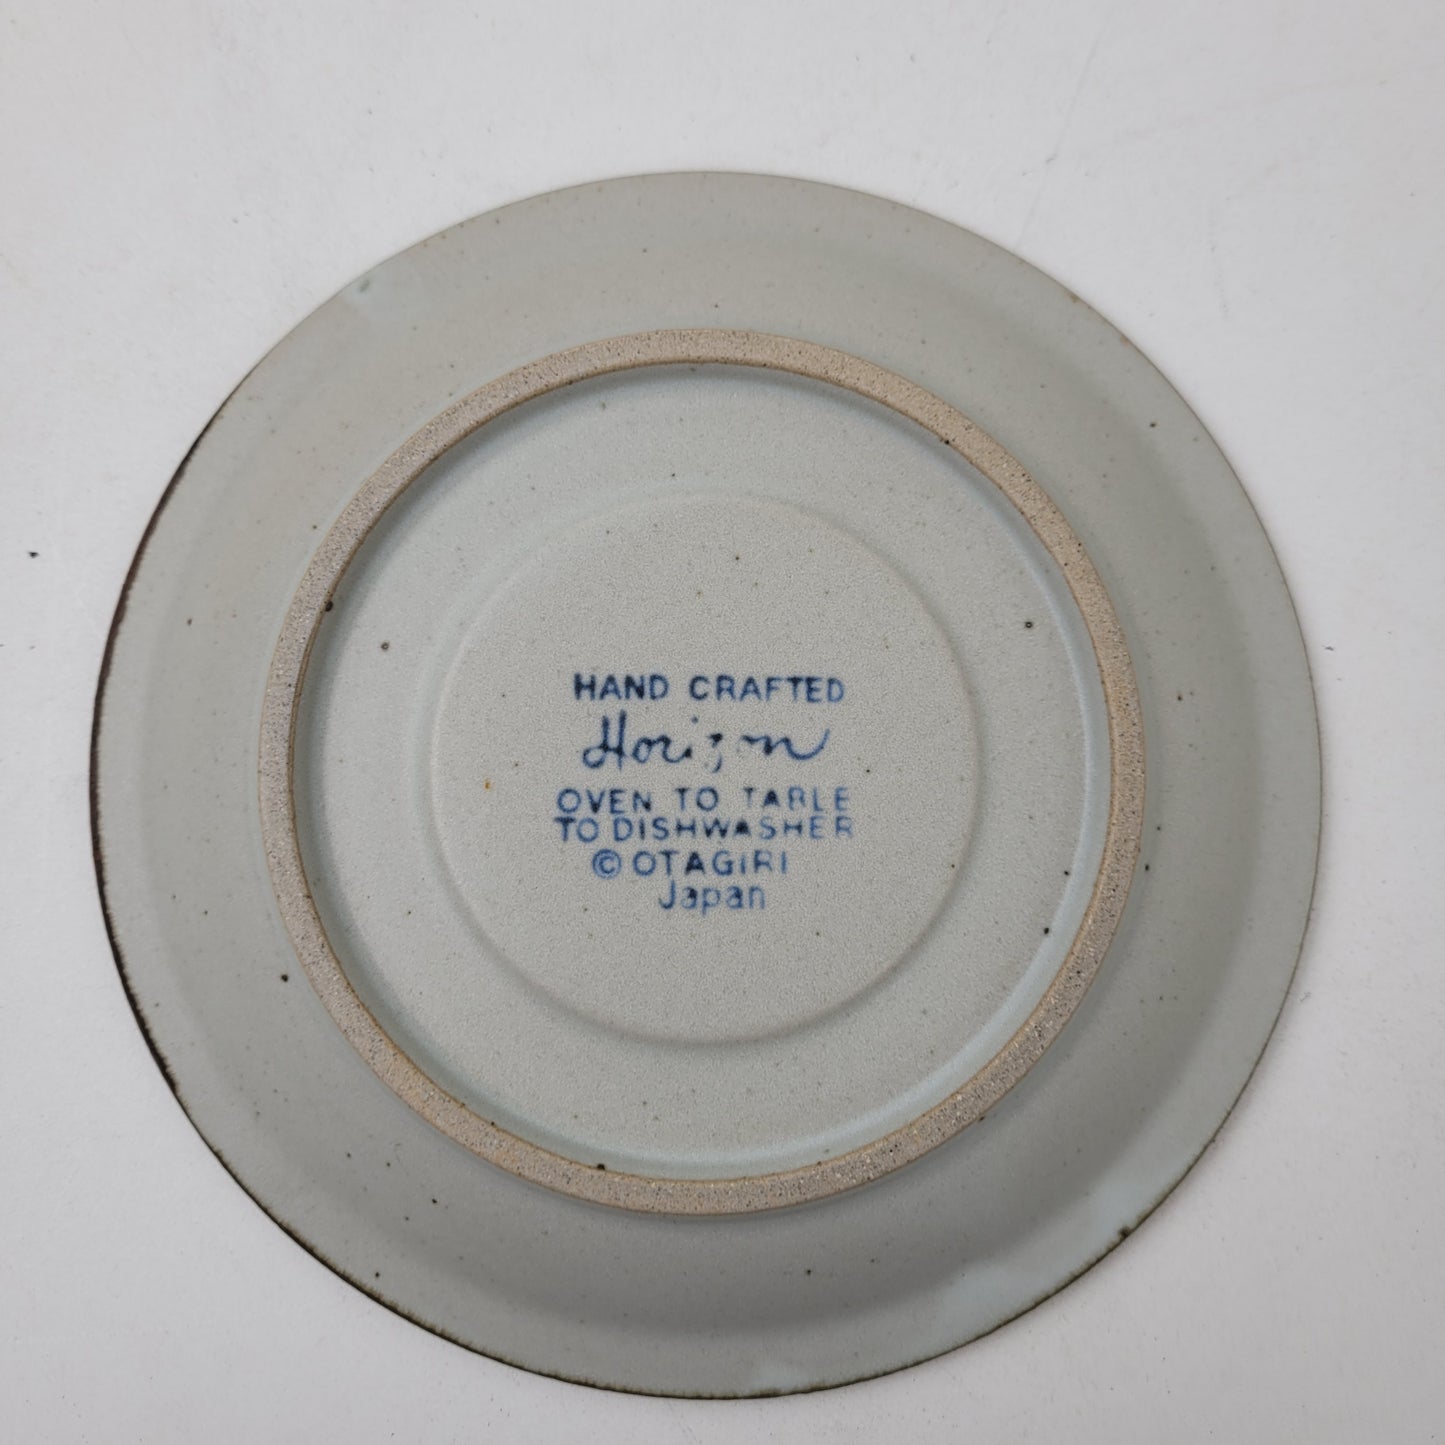 HAND CRAFTED
Horizon
OVEN TO TABLE
TO DISHWASHER
© OTAGIRI
Japan